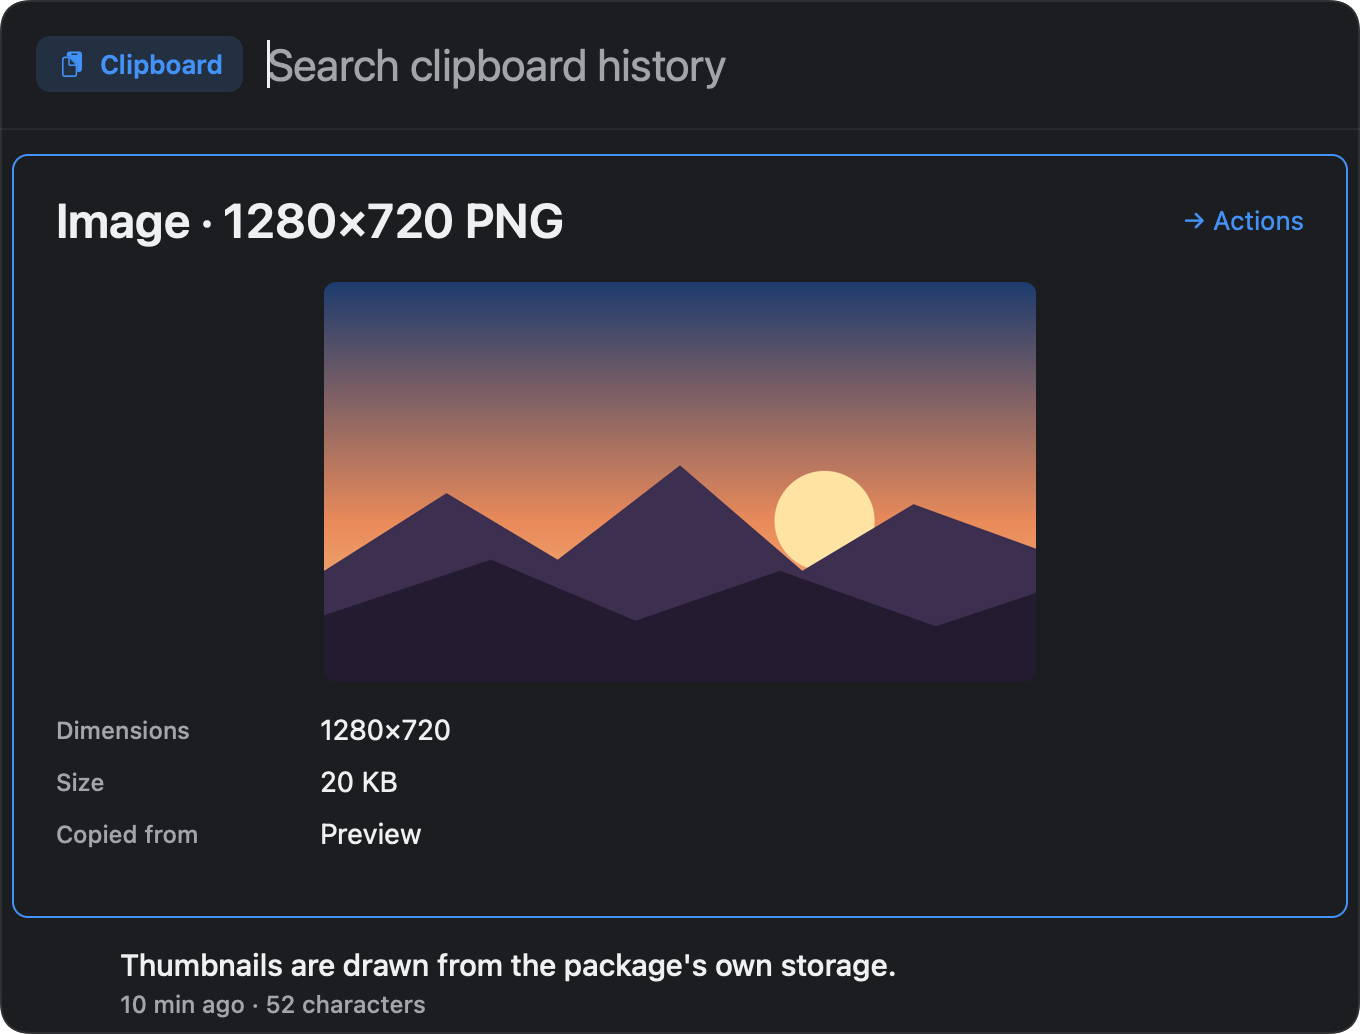 Clipboard
Search clipboard history
Image · 1280×720 PNG
→ Actions
Dimensions 1280×720
Size 20 KB
Copied from Preview
Thumbnails are drawn from the package's own storage.
10 min ago · 52 characters